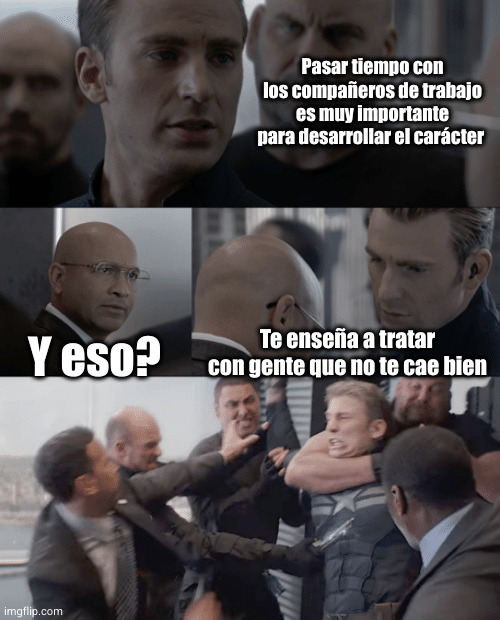 Pasar tiempo con
los compañeros de trabajo
es muy importante
para desarrollar el carácter
Y eso?
Te enseña a tratar
con gente que no te cae bien
imgflip.com